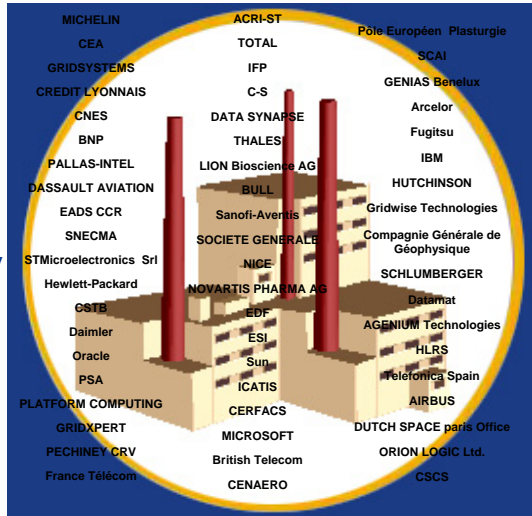 MICHELIN
CEA
GRIDSYSTEMS
CREDIT LYONNAIS
CNES
BNP
PALLAS-INTEL
DASSAULT AVIATION
EADS CCR
SNECMA
STMicroelectronics Srl
Hewlett-Packard
CSTB
Daimler
Oracle
PSA
PLATFORM COMPUTING
GRIDXPERT
PECHINEY CRV
France Télécom
ACRI-ST
TOTAL
IFP
C-S
DATA SYNAPSE
THALES
LION Bioscience AG
BULL
Sanofi-Aventis
SOCIETE GENERALE
NICE
NOVARTIS PHARMA AG
EDF
ESI
Sun
ICATIS
CERFACS
MICROSOFT
British Telecom
CENAERO
Pôle Européen Plasturgie
SCAI
GENIAS Benelux
Arcelor
Fugitsu
IBM
HUTCHINSON
Gridwise Technologies
Compagnie Générale de
Géophysique
SCHLUMBERGER
Datamat
AGENIUM Technologies
HLRS
Telefonica Spain
AIRBUS
DUTCH SPACE paris Office
ORION LOGIC Ltd.
CSCS